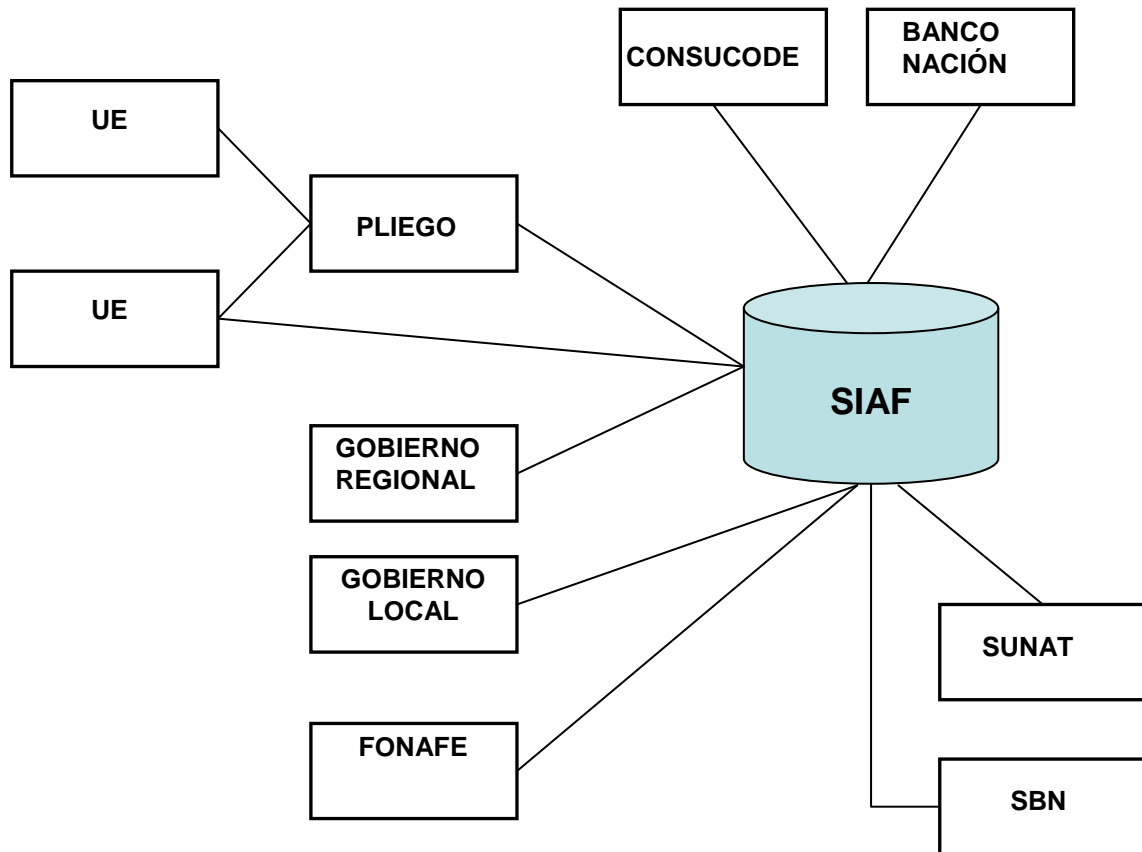 CONSUCODE
BANCO
NACIÓN
UE
PLIEGO
UE
SIAF
GOBIERNO
REGIONAL
GOBIERNO
LOCAL
SUNAT
FONAFE
SBN